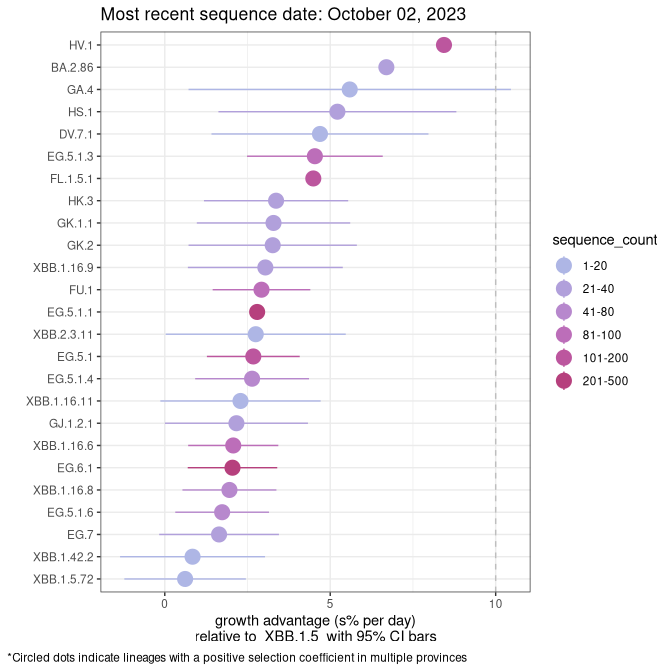 Most recent sequence date: October 02, 2023
HV.1
BA.2.86
GA.4
HS.1
DV.7.1
EG.5.1.3
FL.1.5.1
HK.3
GK.1.1
GK.2
XBB.1.16.9
FU.1
EG.5.1.1
XBB.2.3.11
EG.5.1
EG.5.1.4
XBB.1.16.11
GJ.1.2.1
XBB.1.16.6
EG.6.1
XBB.1.16.8
EG.5.1.6
EG.7
XBB.1.42.2
XBB.1.5.72
0 5 10
growth advantage (s% per day)
relative to XBB.1.5 with 95% CI bars
sequence_count
1-20
21-40
41-80
81-100
101-200
201-500
*Circled dots indicate lineages with a positive selection coefficient in multiple provinces